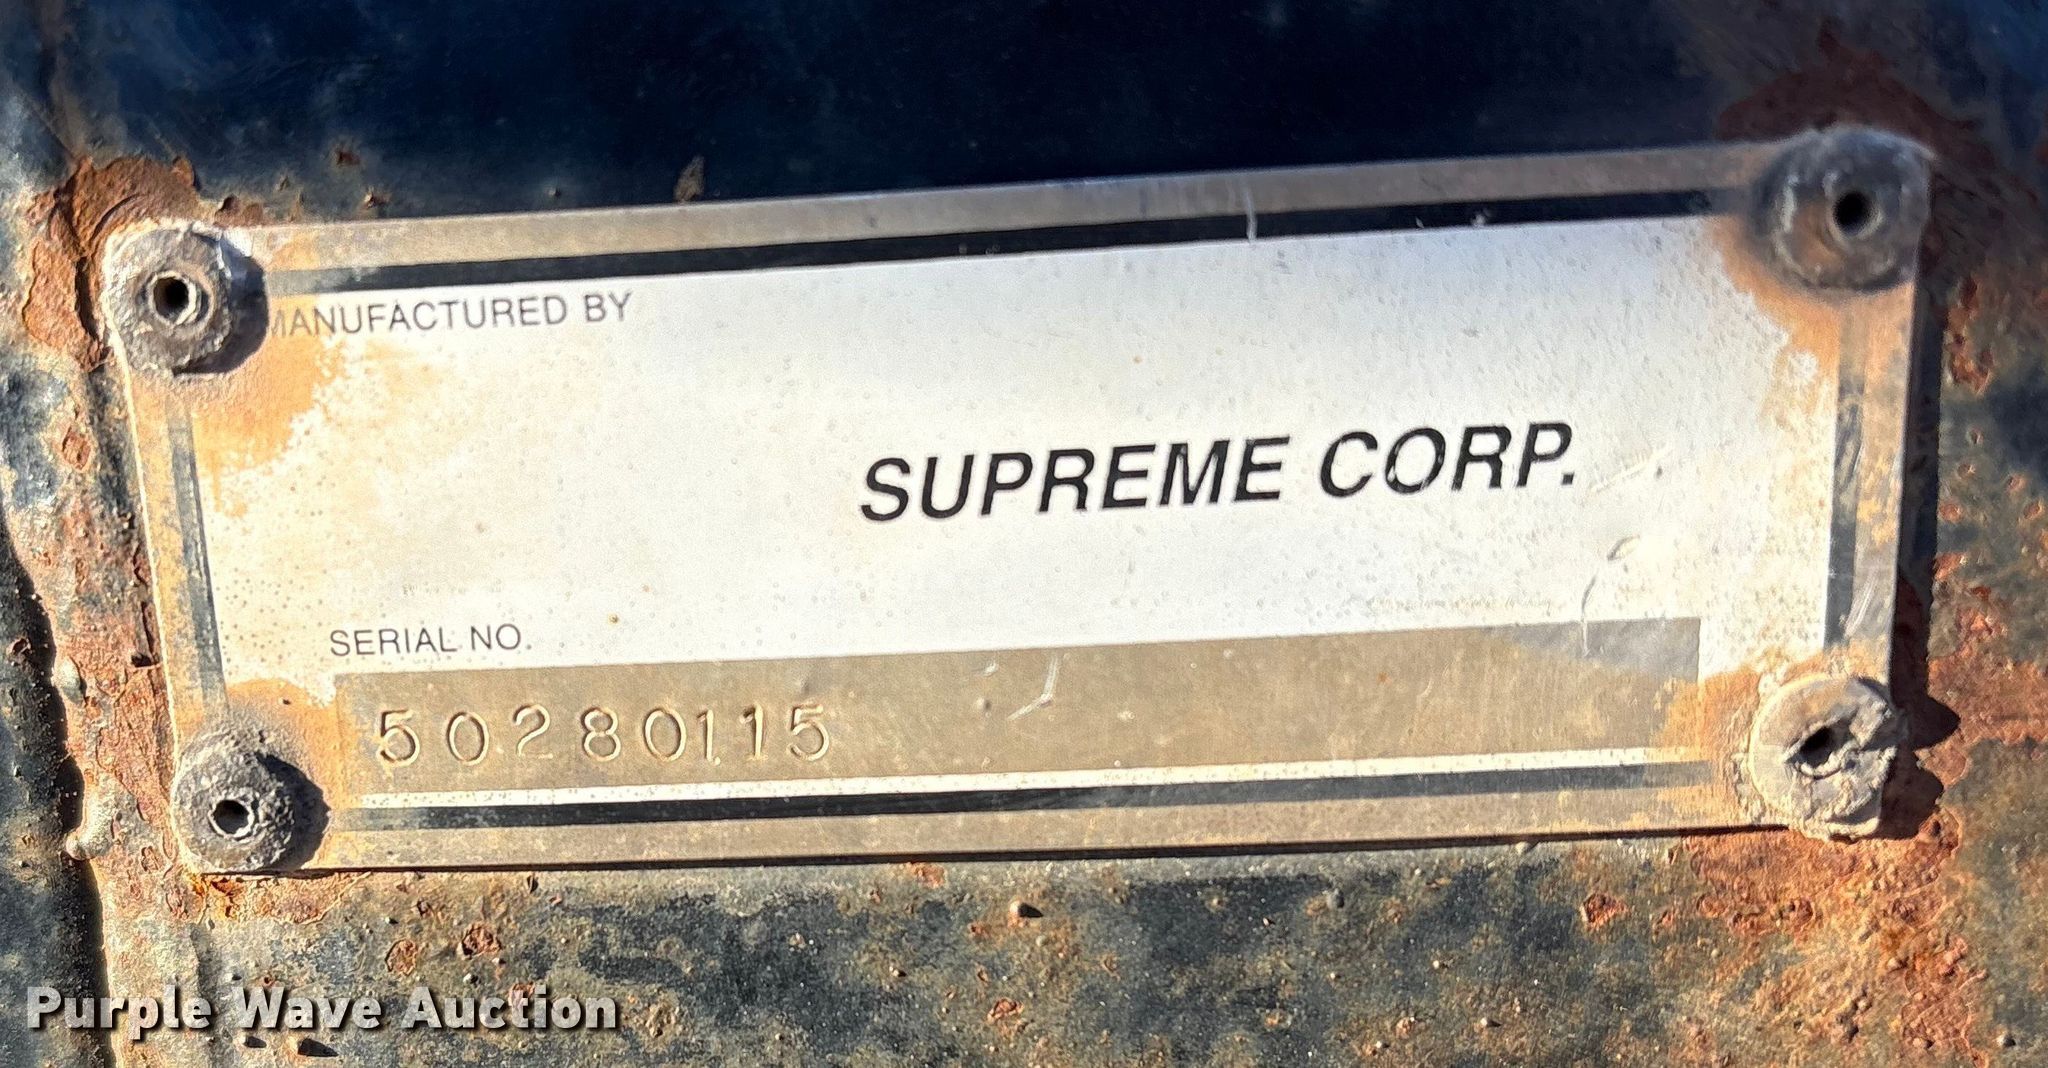 MANUFACTURED BY
SUPREME CORP.
SERIAL NO.
50280115
Purple Wave Auction